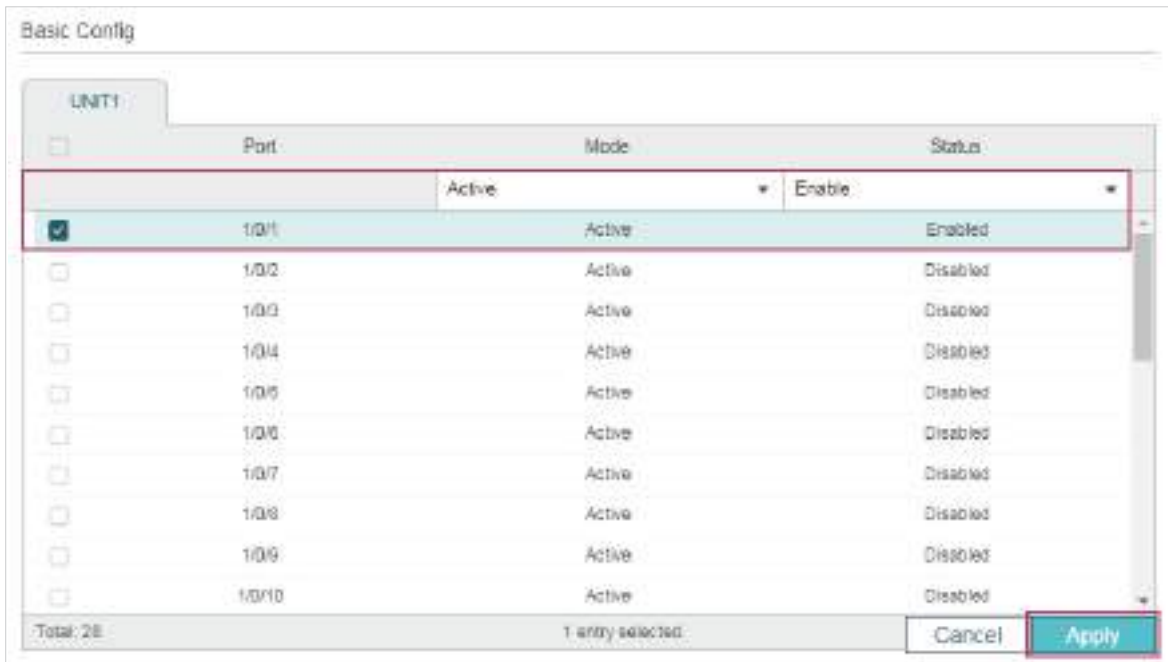 Basic Config
UNIT1
Port Mode Status
Active Enable
1/0/1 Active Enabled
1/0/2 Active Disabled
1/0/3 Active Disabled
1/0/4 Active Disabled
1/0/5 Active Disabled
1/0/6 Active Disabled
1/0/7 Active Disabled
1/0/8 Active Disabled
1/0/9 Active Disabled
1/0/10 Active Disabled
Total: 28 1 entry selected. Cancel Apply